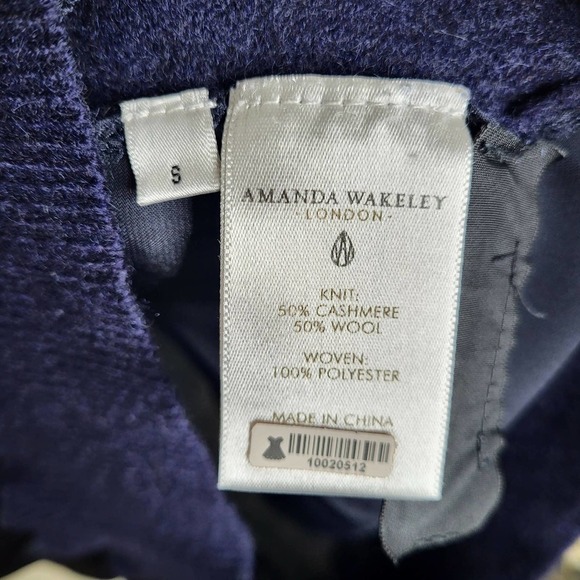 S
AMANDA WAKELEY
- LONDON -
KNIT:
50% CASHMERE
50% WOOL
WOVEN:
100% POLYESTER
MADE IN CHINA
10020512